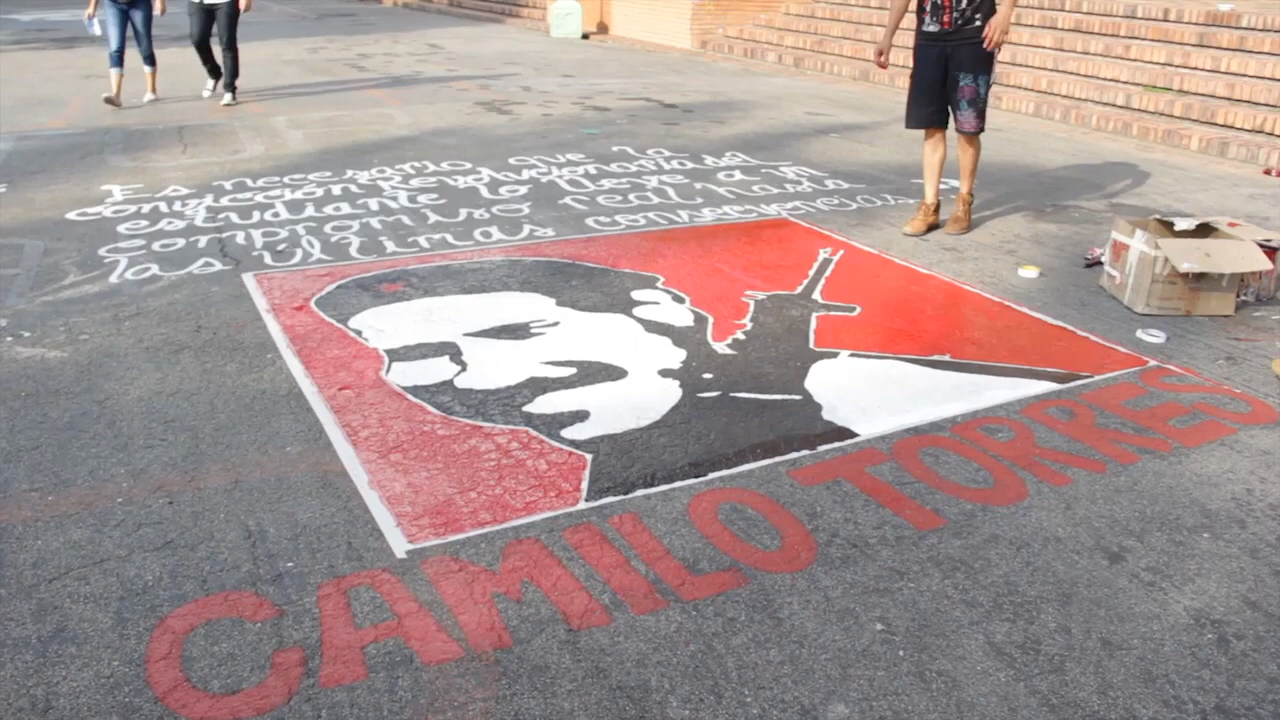 Es necesario que la
convicción Revolucionaria del
estudiante lo lleve a un
compromiso real hasta
las últimas consecuencias
CAMILO TORRES